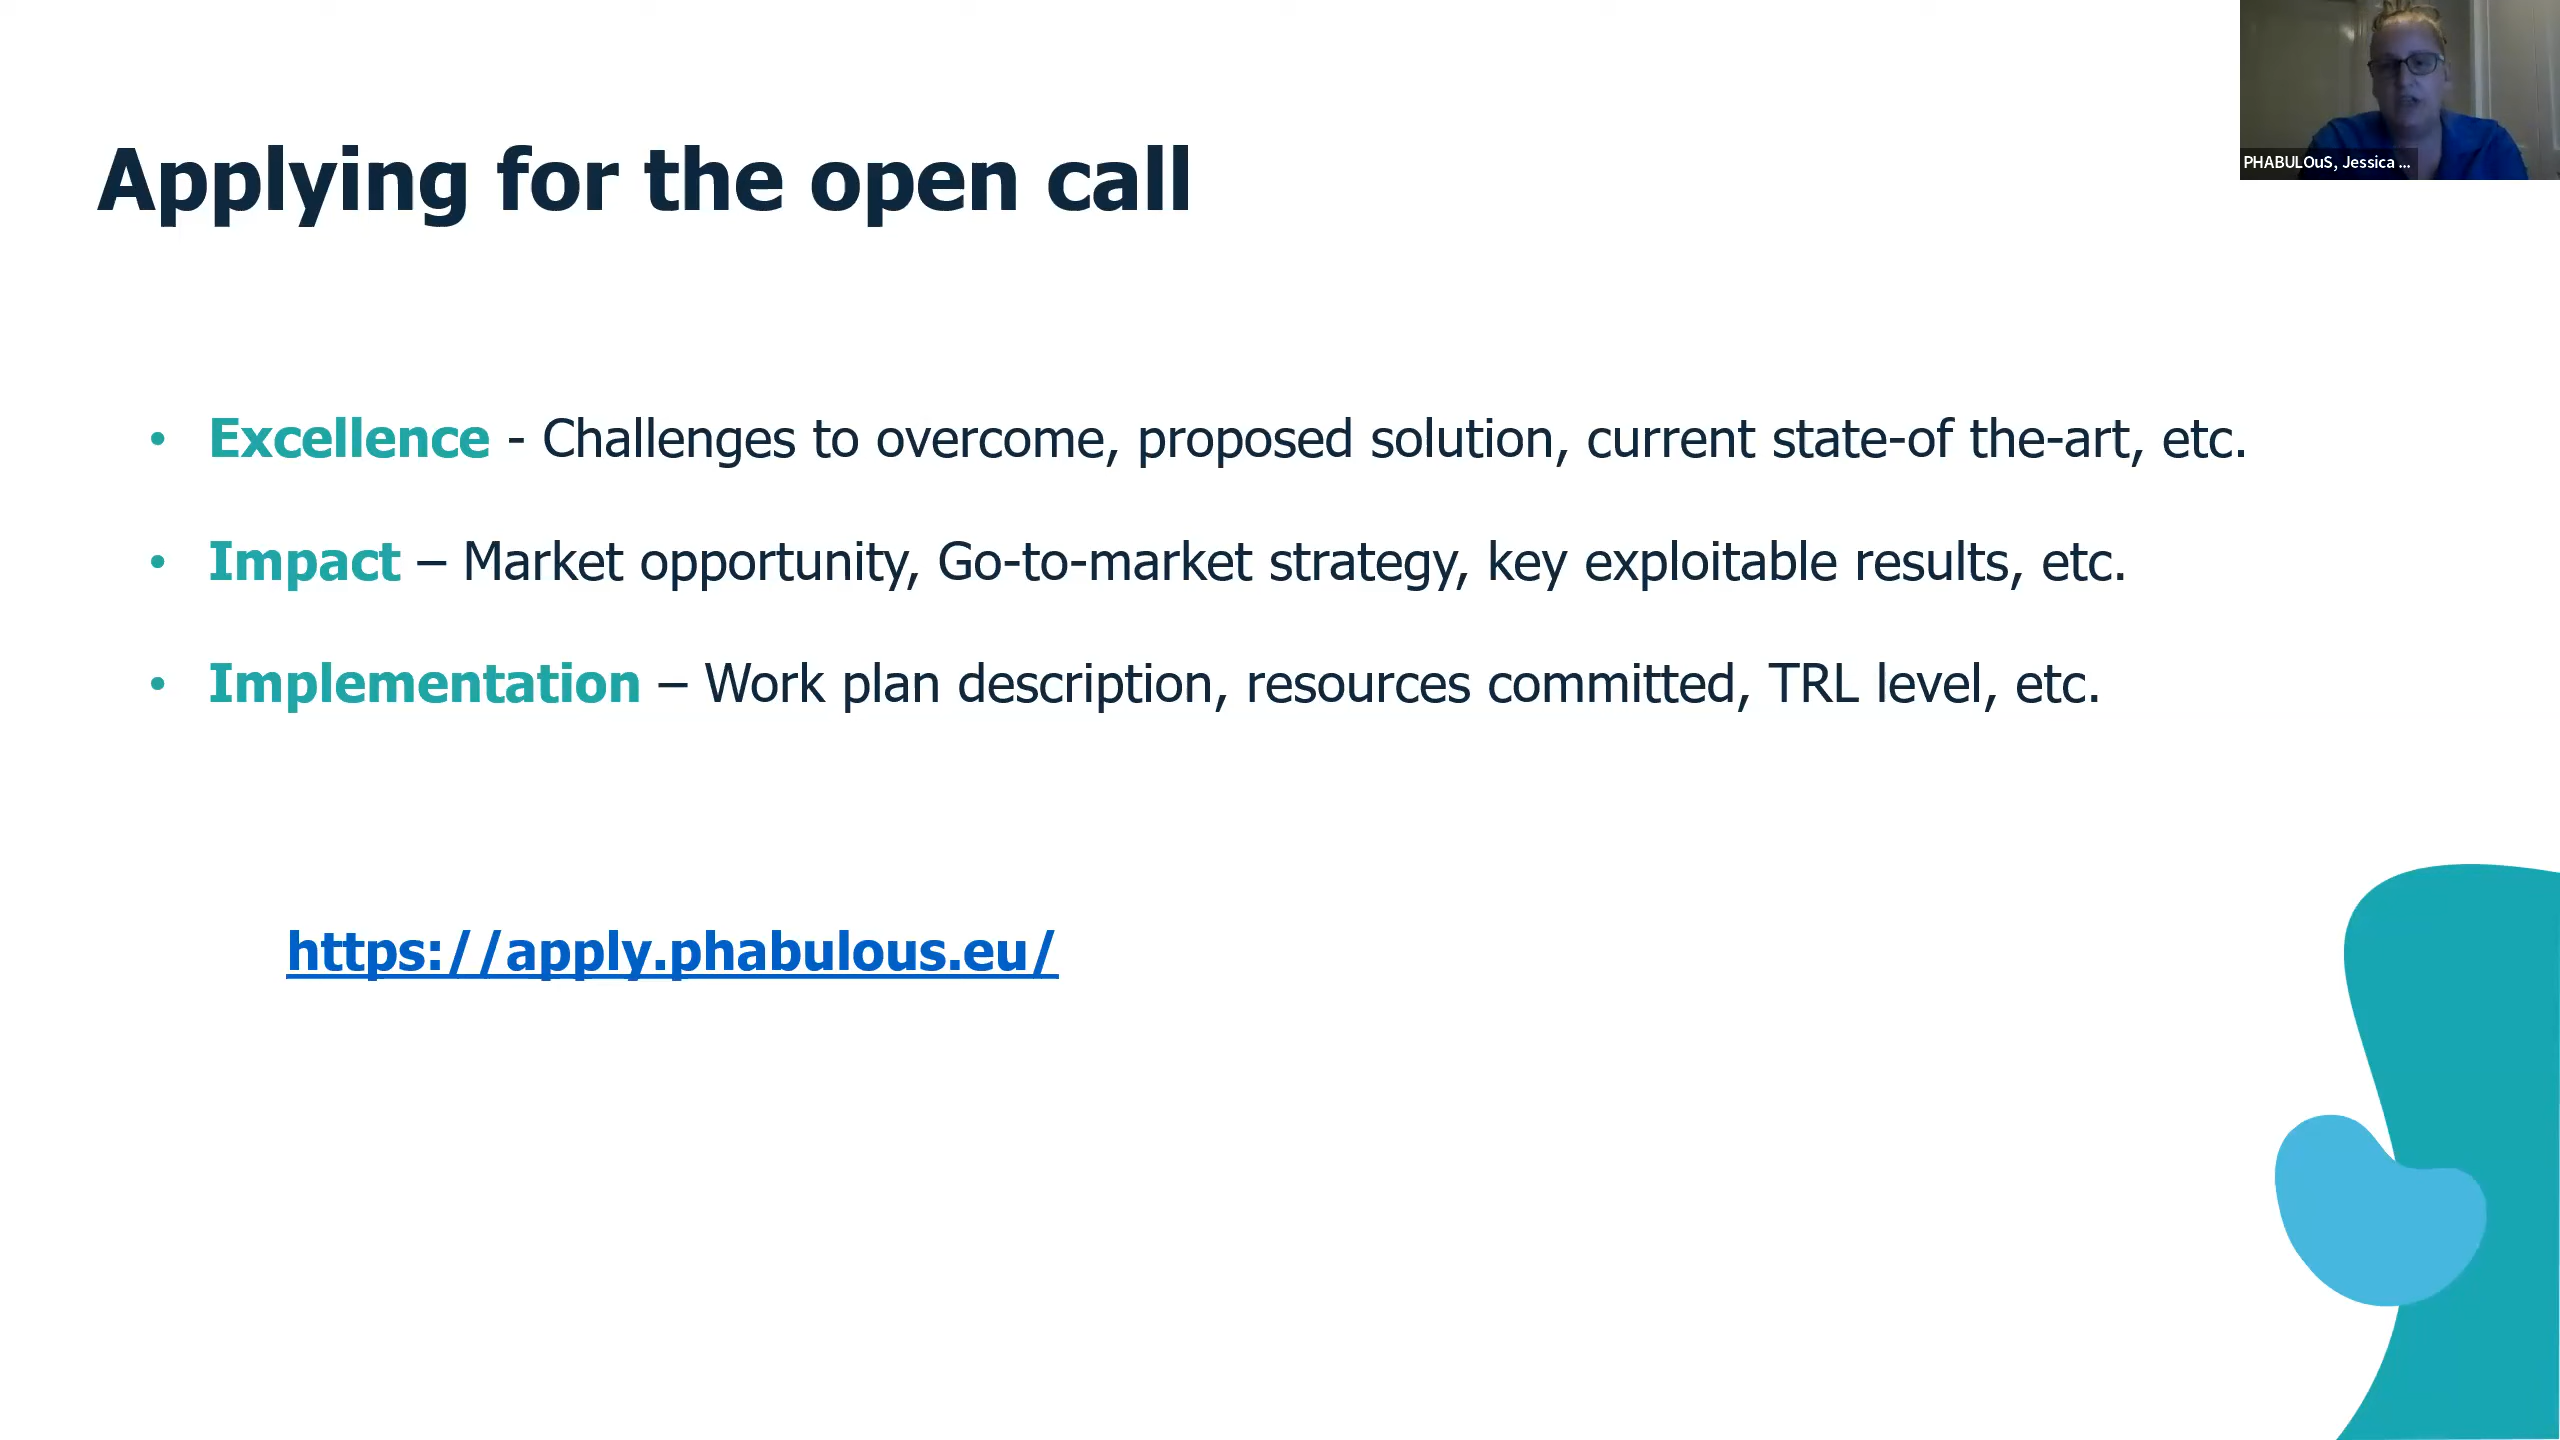 Applying for the open call
PHABULOuS, Jessica ...
• Excellence - Challenges to overcome, proposed solution, current state-of the-art, etc.
• Impact – Market opportunity, Go-to-market strategy, key exploitable results, etc.
• Implementation – Work plan description, resources committed, TRL level, etc.
https://apply.phabulous.eu/